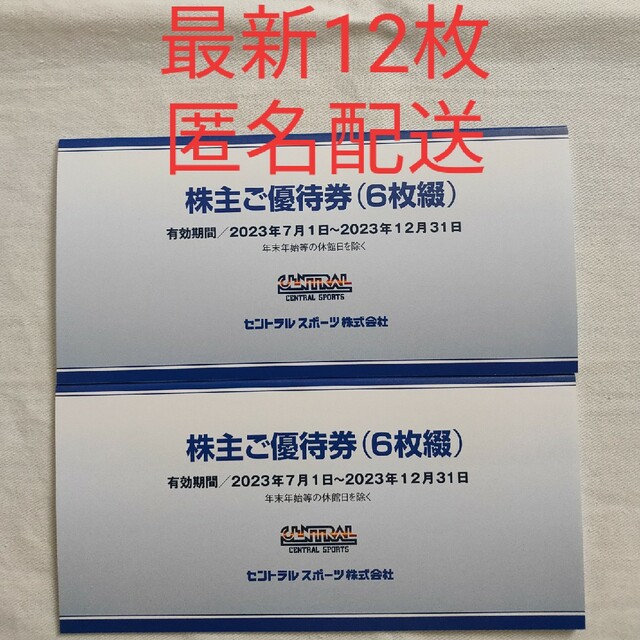 最新12枚
匿名配送
株主ご優待券(6枚綴)
有効期間/2023年7月1日~2023年12月31日
年末年始等の休館日を除く
CENTRAL
CENTRAL SPORTS
セントラルスポーツ株式会社
株主ご優待券(6枚綴)
有効期間/2023年7月1日~2023年12月31日
年末年始等の休館日を除く
CENTRAL
CENTRAL SPORTS
セントラルスポーツ株式会社